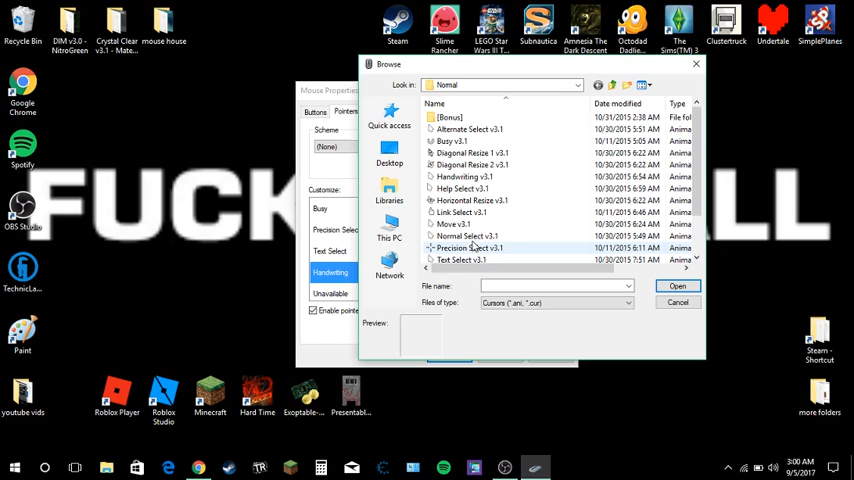 Recycle Bin
DIM v3.0 - NitroGreen
Crystal Clear v3.1 - Mate...
mouse house
Steam
Slime Rancher
LEGO Star Wars III T...
Subnautica
Amnesia The Dark Descent
Octodad Dadlio...
The Sims(TM) 3
Clustertruck
Undertale
SimplePlanes
Google Chrome
Spotify
OBS Studio
TechnicLa...
Paint
youtube vids
Roblox Player
Roblox Studio
Minecraft
Hard Time
Exoptable-...
Presentabl...
Steam - Shortcut
more folders
FUCK
ALL
Mouse Properties
Buttons
Pointers
Scheme
(None)
Customize:
Busy
Precision Selec
Text Select
Handwriting
Unavailable
Enable pointe
Browse
Look in:
Normal
Quick access
Desktop
Libraries
This PC
Network
Name Date modified Type
[Bonus] 10/31/2015 2:38 AM File fol
Alternate Select v3.1 10/30/2015 6:55 AM Anima
Busy v3.1 10/11/2015 5:05 AM Anima
Diagonal Resize 1 v3.1 10/30/2015 6:22 AM Anima
Diagonal Resize 2 v3.1 10/30/2015 6:22 AM Anima
Handwriting v3.1 10/30/2015 6:54 AM Anima
Help Select v3.1 10/30/2015 6:59 AM Anima
Horizontal Resize v3.1 10/30/2015 6:22 AM Anima
Link Select v3.1 10/11/2015 6:46 AM Anima
Move v3.1 10/30/2015 6:24 AM Anima
Normal Select v3.1 10/30/2015 5:49 AM Anima
Precision Select v3.1 10/11/2015 6:11 AM Anima
Text Select v3.1 10/30/2015 7:51 AM Anima
File name:
Open
Files of type:
Cursors (*.ani, *.cur)
Cancel
Preview:
3:00 AM
9/5/2017